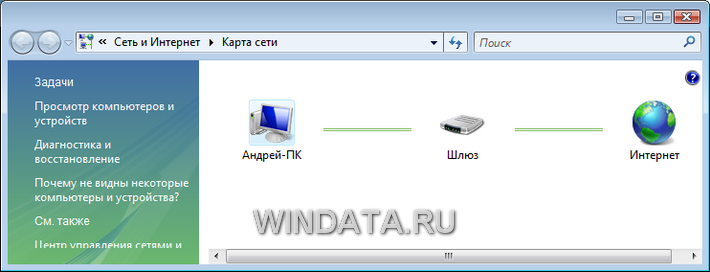 « Сеть и Интернет ▸ Карта сети
Поиск
Задачи
Просмотр компьютеров и
устройств
Диагностика и
восстановление
Почему не видны некоторые
компьютеры и устройства?
См. также
Центр управления сетями и
Андрей-ПК
Шлюз
Интернет
WINDATA.RU